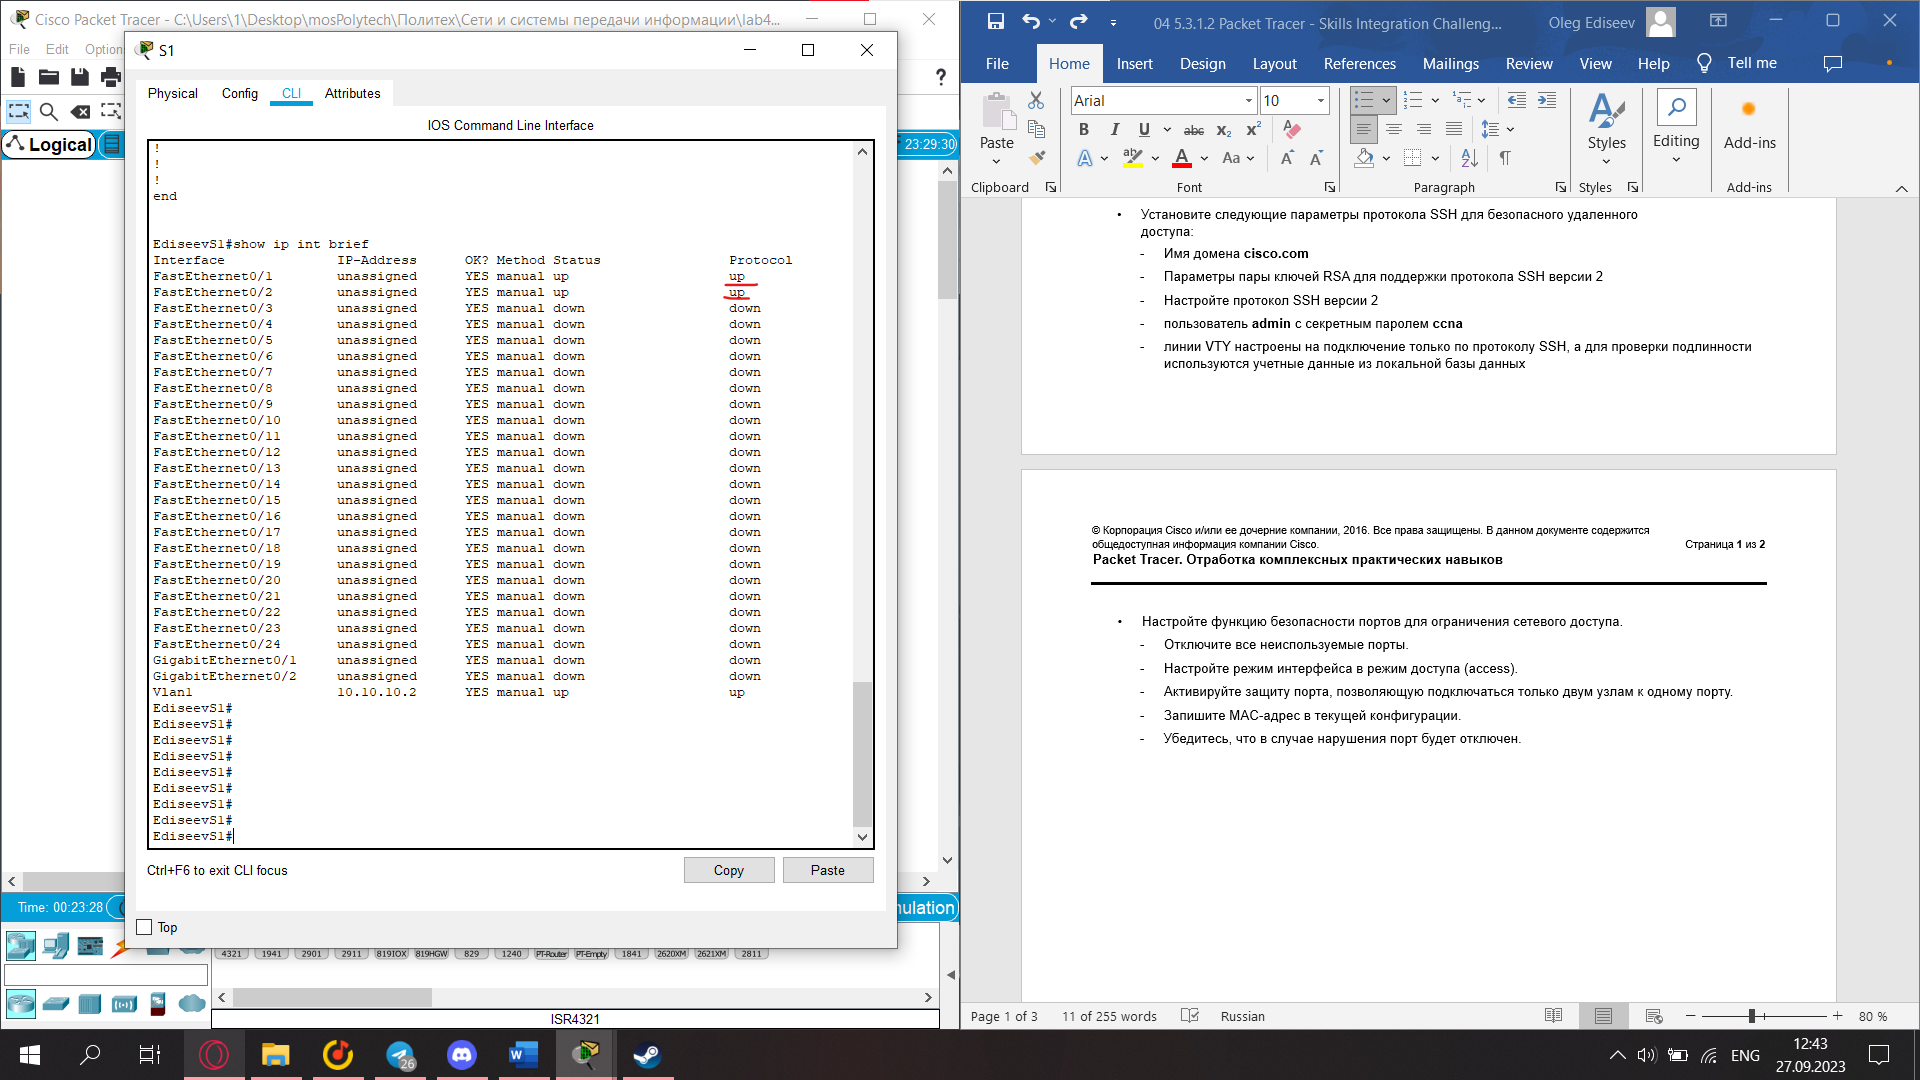 Cisco Packet Tracer - C:\Users\1\Desktop\mosPolytech\Политех\Сети и системы передачи информации\lab4...
File Edit Option
Logical
23:29:30
S1
Physical Config CLI Attributes
IOS Command Line Interface
!
!
!
end
EdiseevS1#show ip int brief
Interface IP-Address OK? Method Status Protocol
FastEthernet0/1 unassigned YES manual up up
FastEthernet0/2 unassigned YES manual up up
FastEthernet0/3 unassigned YES manual down down
FastEthernet0/4 unassigned YES manual down down
FastEthernet0/5 unassigned YES manual down down
FastEthernet0/6 unassigned YES manual down down
FastEthernet0/7 unassigned YES manual down down
FastEthernet0/8 unassigned YES manual down down
FastEthernet0/9 unassigned YES manual down down
FastEthernet0/10 unassigned YES manual down down
FastEthernet0/11 unassigned YES manual down down
FastEthernet0/12 unassigned YES manual down down
FastEthernet0/13 unassigned YES manual down down
FastEthernet0/14 unassigned YES manual down down
FastEthernet0/15 unassigned YES manual down down
FastEthernet0/16 unassigned YES manual down down
FastEthernet0/17 unassigned YES manual down down
FastEthernet0/18 unassigned YES manual down down
FastEthernet0/19 unassigned YES manual down down
FastEthernet0/20 unassigned YES manual down down
FastEthernet0/21 unassigned YES manual down down
FastEthernet0/22 unassigned YES manual down down
FastEthernet0/23 unassigned YES manual down down
FastEthernet0/24 unassigned YES manual down down
GigabitEthernet0/1 unassigned YES manual down down
GigabitEthernet0/2 unassigned YES manual down down
Vlan1 10.10.10.2 YES manual up up
EdiseevS1#
EdiseevS1#
EdiseevS1#
EdiseevS1#
EdiseevS1#
EdiseevS1#
EdiseevS1#
EdiseevS1#
EdiseevS1#
Ctrl+F6 to exit CLI focus
Copy Paste
Top
Time: 00:23:28
nulation
4321 1941 2901 2911 819IOX 819HGW 829 1240 PT-Router PT-Empty 1841 2620XM 2621XM 2811
ISR4321
04 5.3.1.2 Packet Tracer - Skills Integration Challeng...
Oleg Ediseev
File Home Insert Design Layout References Mailings Review View Help Tell me
Paste
Arial 10
Styles Editing Add-ins
Clipboard Font Paragraph Styles Add-ins
• Установите следующие параметры протокола SSH для безопасного удаленного
доступа:
- Имя домена cisco.com
- Параметры пары ключей RSA для поддержки протокола SSH версии 2
- Настройте протокол SSH версии 2
- пользователь admin с секретным паролем ccna
- линии VTY настроены на подключение только по протоколу SSH, а для проверки подлинности
используются учетные данные из локальной базы данных
© Корпорация Cisco и/или ее дочерние компании, 2016. Все права защищены. В данном документе содержится
общедоступная информация компании Cisco. Страница 1 из 2
Packet Tracer. Отработка комплексных практических навыков
• Настройте функцию безопасности портов для ограничения сетевого доступа.
- Отключите все неиспользуемые порты.
- Настройте режим интерфейса в режим доступа (access).
- Активируйте защиту порта, позволяющую подключаться только двум узлам к одному порту.
- Запишите MAC-адрес в текущей конфигурации.
- Убедитесь, что в случае нарушения порт будет отключен.
Page 1 of 3 11 of 255 words Russian 80 %
26
ENG
12:43
27.09.2023